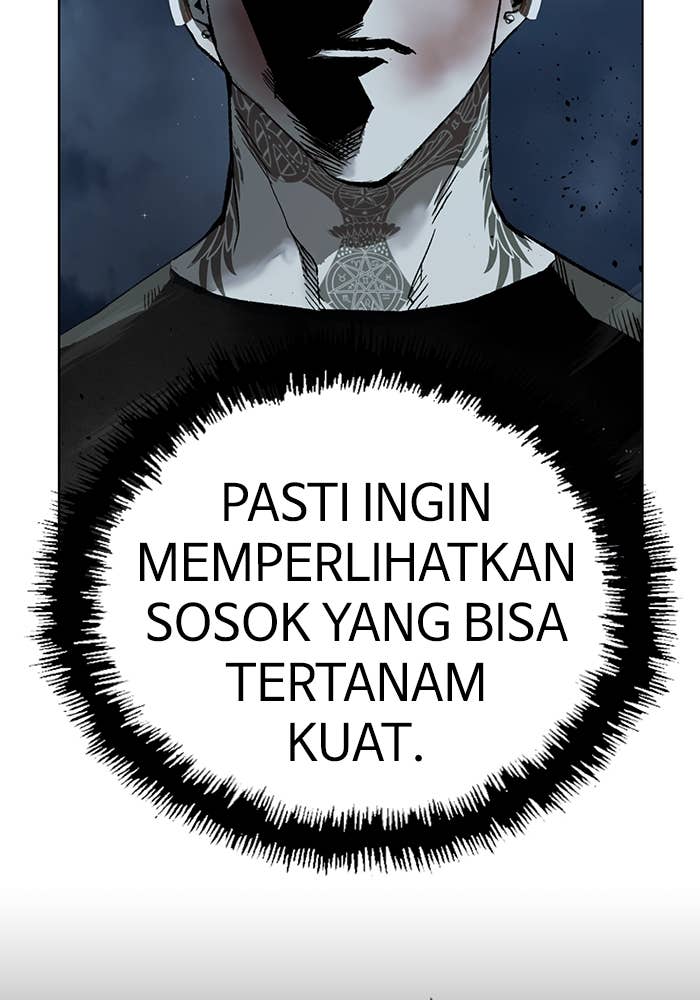 PASTI INGIN
MEMPERLIHATKAN
SOSOK YANG BISA
TERTANAM
KUAT.